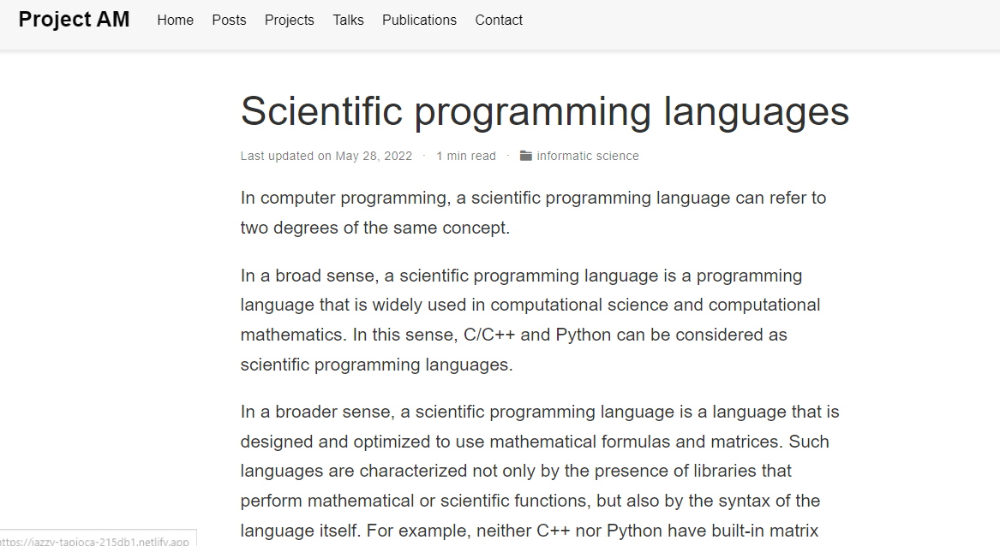 Project AM Home Posts Projects Talks Publications Contact
Scientific programming languages
Last updated on May 28, 2022 · 1 min read · informatic science
In computer programming, a scientific programming language can refer to
two degrees of the same concept.
In a broad sense, a scientific programming language is a programming
language that is widely used in computational science and computational
mathematics. In this sense, C/C++ and Python can be considered as
scientific programming languages.
In a broader sense, a scientific programming language is a language that is
designed and optimized to use mathematical formulas and matrices. Such
languages are characterized not only by the presence of libraries that
perform mathematical or scientific functions, but also by the syntax of the
language itself. For example, neither C++ nor Python have built-in matrix
https://jazzy-tapioca-215db1.netlify.app